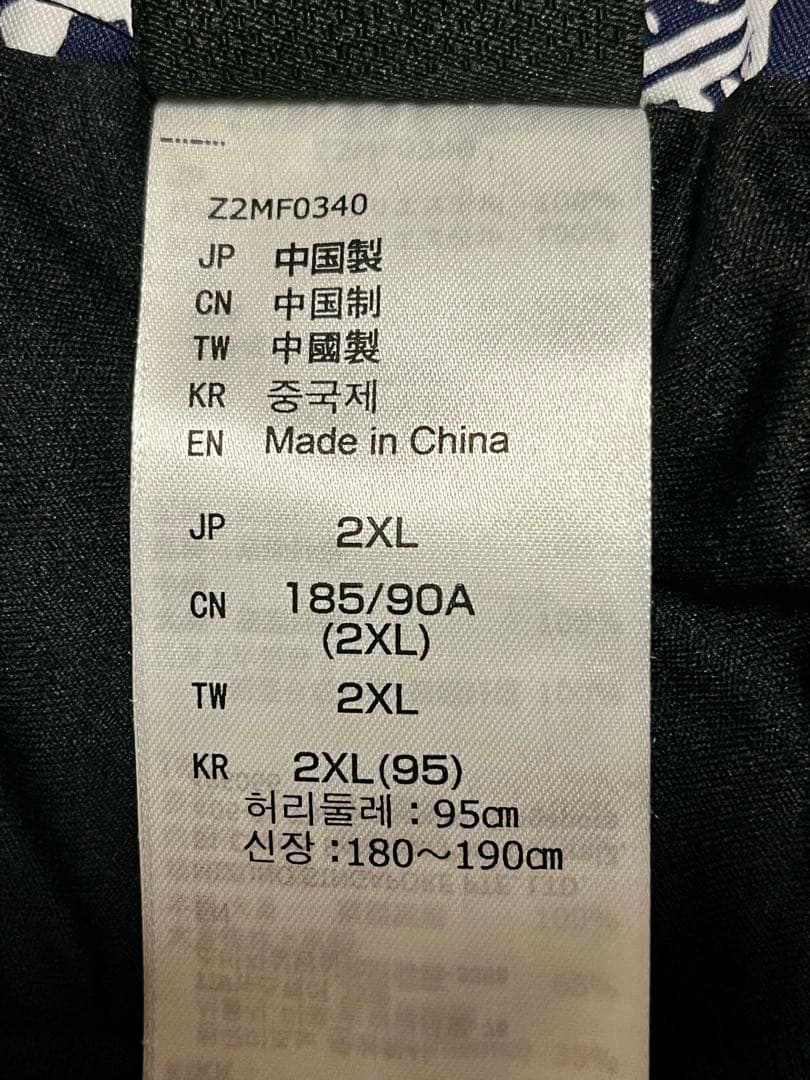 Z2MF0340
JP 中国製
CN 中国制
TW 中國製
KR 중국제
EN Made in China
JP 2XL
CN 185/90A
(2XL)
TW 2XL
KR 2XL(95)
허리둘레 : 95㎝
신장 :180～190㎝